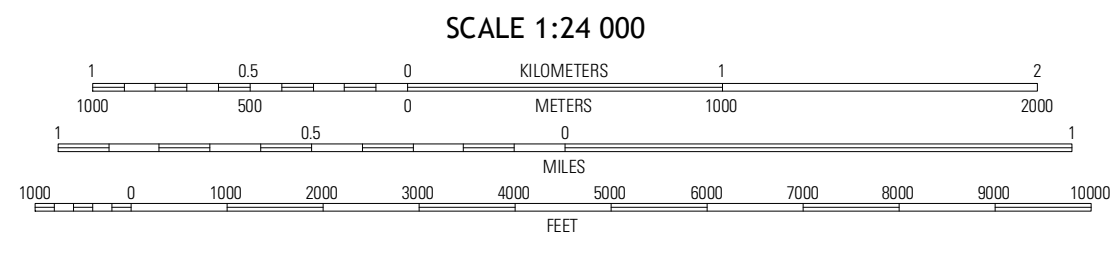 SCALE 1:24 000
1 0.5 0 KILOMETERS 1 2
1000 500 0 METERS 1000 2000
1 0.5 0 1
MILES
1000 0 1000 2000 3000 4000 5000 6000 7000 8000 9000 10000
FEET